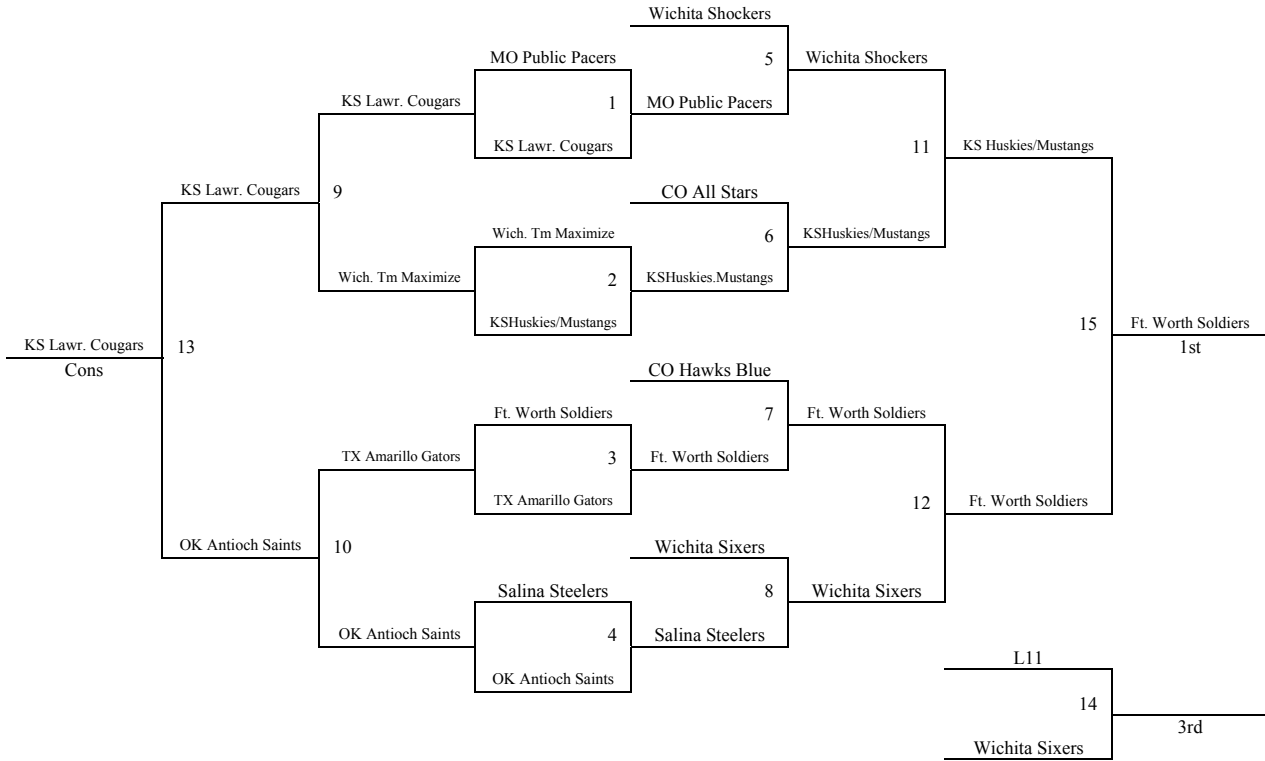 Wichita Shockers
MO Public Pacers 5 Wichita Shockers
KS Lawr. Cougars 1 MO Public Pacers
KS Lawr. Cougars 11 KS Huskies/Mustangs
KS Lawr. Cougars 9 CO All Stars
Wich. Tm Maximize 6 KSHuskies/Mustangs
Wich. Tm Maximize 2 KSHuskies.Mustangs
KSHuskies/Mustangs 15 Ft. Worth Soldiers
KS Lawr. Cougars 13 1st
Cons CO Hawks Blue
Ft. Worth Soldiers 7 Ft. Worth Soldiers
TX Amarillo Gators 3 Ft. Worth Soldiers
TX Amarillo Gators 12 Ft. Worth Soldiers
OK Antioch Saints 10 Wichita Sixers
Salina Steelers 8 Wichita Sixers
OK Antioch Saints 4 Salina Steelers
L11
OK Antioch Saints
14
3rd
Wichita Sixers